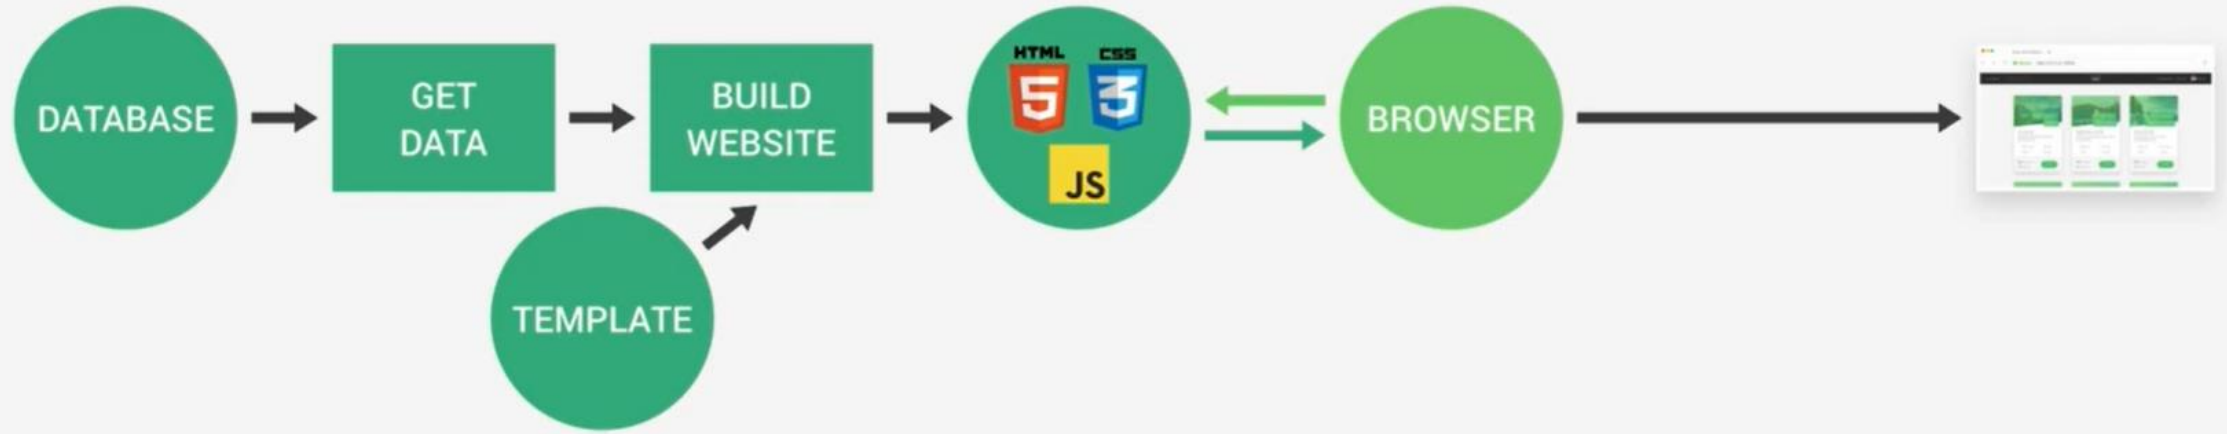 DATABASE
GET
DATA
BUILD
WEBSITE
TEMPLATE
HTML
5
CSS
3
JS
BROWSER